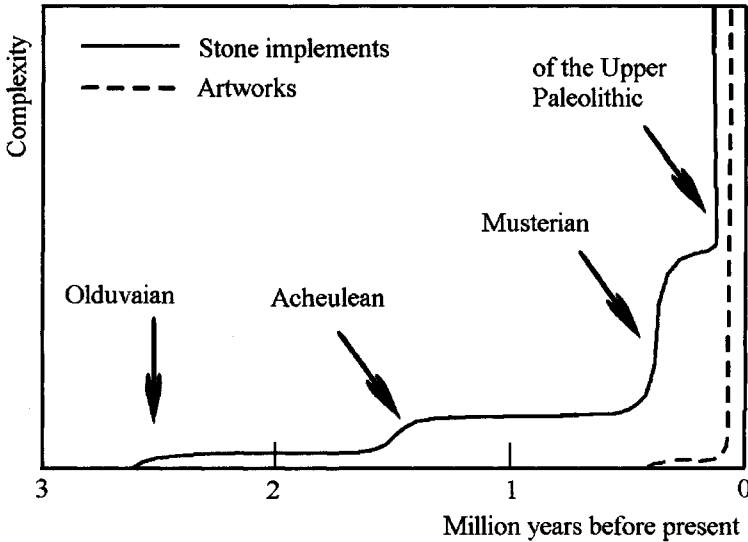 Complexity
Stone implements
Artworks
of the Upper
Paleolithic
Musterian
Olduvaian
Acheulean
3
2
1
0
Million years before present